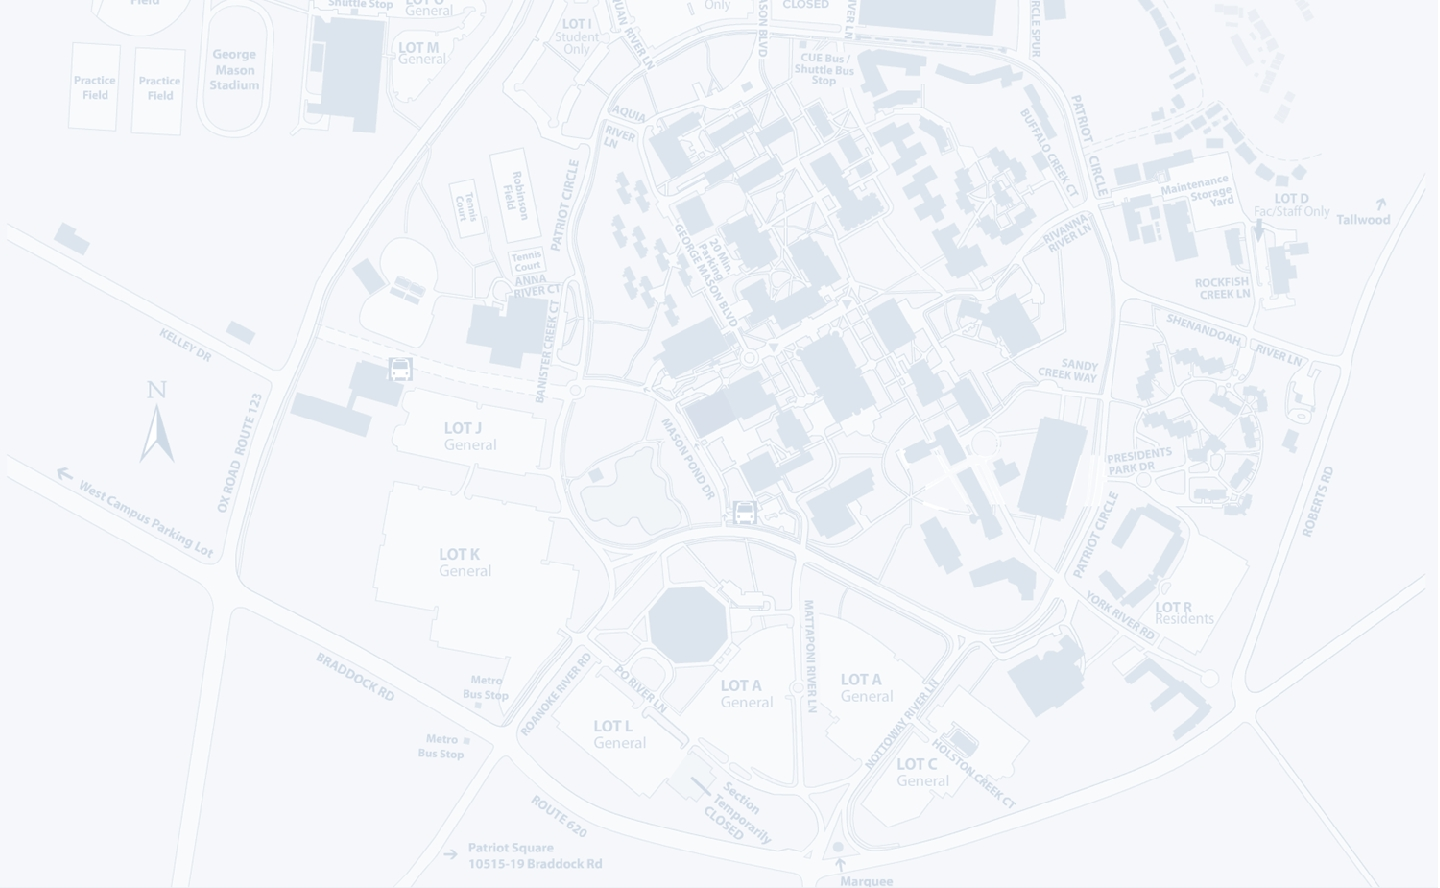 Field
Shuttle Stop
General
LOT I
Student
Only
Only
CLOSED
LOT M
General
George
Mason
Stadium
Practice
Field
Practice
Field
CUE Bus /
Shuttle Bus
Stop
AQUIA
RIVER
LN
PATRIOT CIRCLE
BUFFALO CREEK CT
PATRIOT CIRCLE
Robinson
Field
Tennis
Court
Tennis
Court
ANNA
RIVER CT
Maintenance
Storage
Yard
LOT D
Fac/Staff Only
Tallwood
RIVANNA
RIVER LN
20 Min
Parking
GEORGE MASON BLVD
ROCKFISH
CREEK LN
SHENANDOAH
RIVER LN
KELLEY DR
BANISTER CREEK CT
SANDY
CREEK WAY
N
OX ROAD ROUTE 123
LOT J
General
MASON POND DR
PRESIDENTS
PARK DR
West Campus Parking Lot
ROBERTS RD
PATRIOT CIRCLE
LOT K
General
YORK RIVER RD
LOT R
Residents
MATTAPONI RIVER LN
BRADDOCK RD
Metro
Bus Stop
ROANOKE RIVER RD
PO RIVER LN
LOT A
General
LOT A
General
NOTTOWAY RIVER LN
LOT L
General
Metro
Bus Stop
HOLSTON CREEK CT
LOT C
General
Section
Temporarily
CLOSED
ROUTE 620
Patriot Square
10515-19 Braddock Rd
Marquee